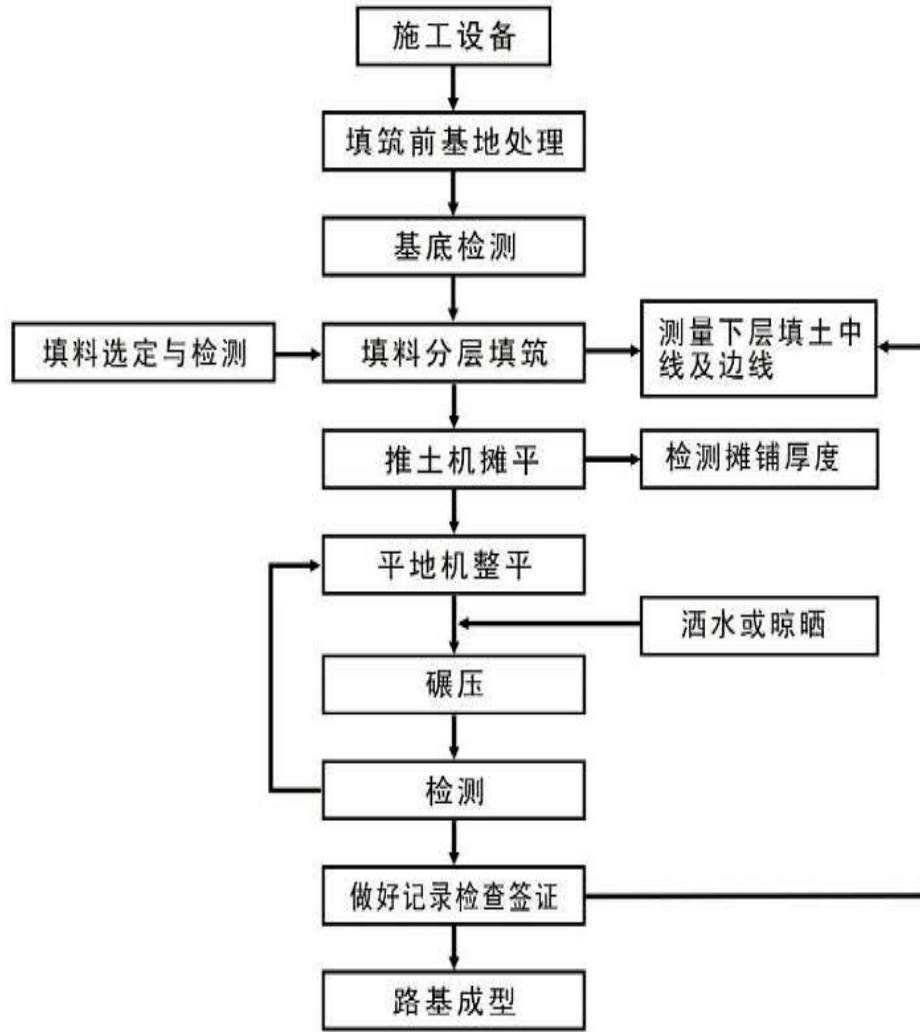 施工设备
填筑前基地处理
基底检测
填料选定与检测
填料分层填筑
测量下层填土中
线及边线
推土机摊平
检测摊铺厚度
平地机整平
洒水或晾晒
碾压
检测
做好记录检查签证
路基成型